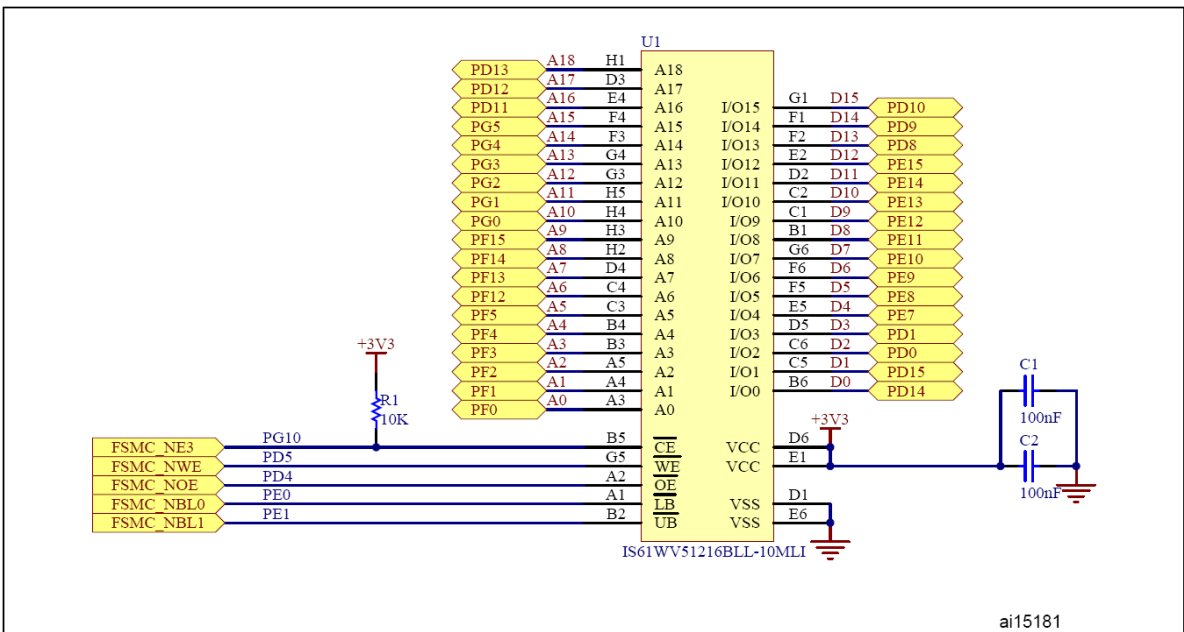 U1
PD13 A18 H1 A18
PD12 A17 D3 A17
PD11 A16 E4 A16 I/O15 G1 D15 PD10
PG5 A15 F4 A15 I/O14 F1 D14 PD9
PG4 A14 F3 A14 I/O13 F2 D13 PD8
PG3 A13 G4 A13 I/O12 E2 D12 PE15
PG2 A12 G3 A12 I/O11 D2 D11 PE14
PG1 A11 H5 A11 I/O10 C2 D10 PE13
PG0 A10 H4 A10 I/O9 C1 D9 PE12
PF15 A9 H3 A9 I/O8 B1 D8 PE11
PF14 A8 H2 A8 I/O7 G6 D7 PE10
PF13 A7 D4 A7 I/O6 F6 D6 PE9
PF12 A6 C4 A6 I/O5 F5 D5 PE8
PF5 A5 C3 A5 I/O4 E5 D4 PE7
PF4 A4 B4 A4 I/O3 D5 D3 PD1
PF3 A3 B3 A3 I/O2 C6 D2 PD0
PF2 A2 A5 A2 I/O1 C5 D1 PD15
PF1 A1 A4 A1 I/O0 B6 D0 PD14
PF0 A0 A3 A0
+3V3
R1
10K
+3V3
C1
100nF
C2
100nF
FSMC_NE3 PG10 B5 CE VCC D6
FSMC_NWE PD5 G5 WE VCC E1
FSMC_NOE PD4 A2 OE
FSMC_NBL0 PE0 A1 LB VSS D1
FSMC_NBL1 PE1 B2 UB VSS E6
IS61WV51216BLL-10MLI
ai15181